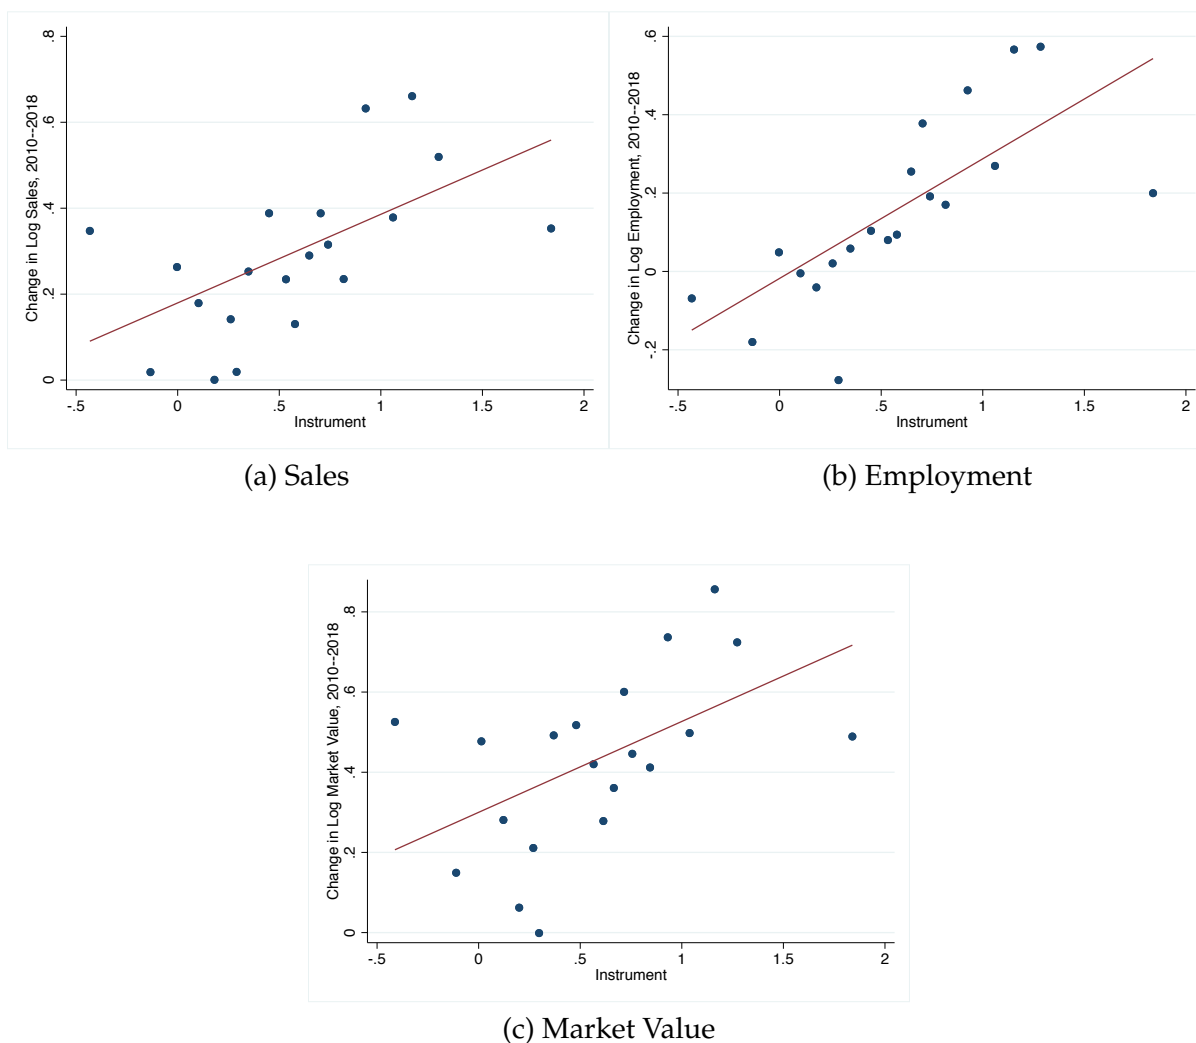 Change in Log Sales, 2010--2018
.8
.6
.4
.2
0
-.5 0 .5 1 1.5 2
Instrument
(a) Sales
Change in Log Employment, 2010--2018
.6
.4
.2
0
-.2
-.5 0 .5 1 1.5 2
Instrument
(b) Employment
Change in Log Market Value, 2010--2018
.8
.6
.4
.2
0
-.5 0 .5 1 1.5 2
Instrument
(c) Market Value